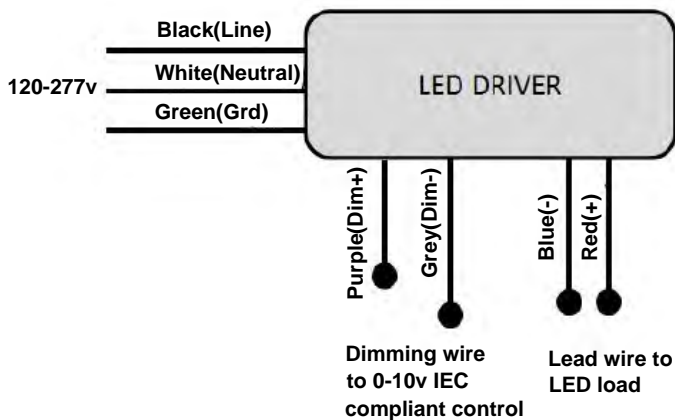 Black(Line)
120-277v
White(Neutral)
Green(Grd)
LED DRIVER
Purple(Dim+)
Grey(Dim-)
Blue(-)
Red(+)
Dimming wire
to 0-10v IEC
compliant control
Lead wire to
LED load